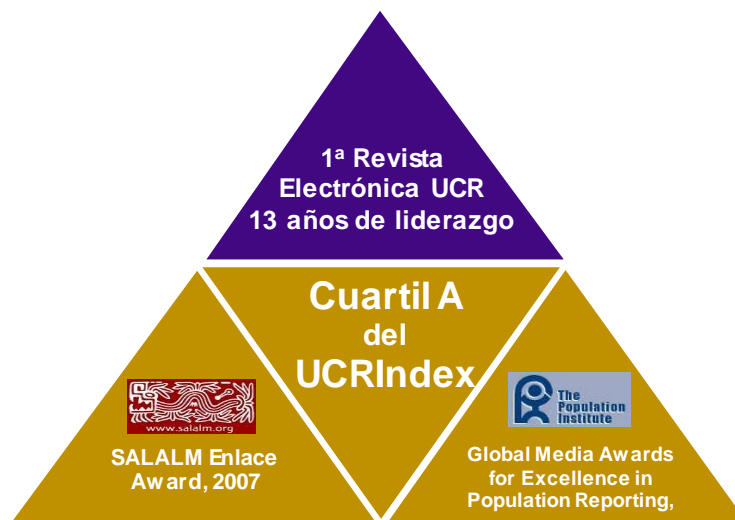 1ª Revista
Electrónica UCR
13 años de liderazgo
Cuartil A
del
UCRIndex
www.salalm.org
SALALM Enlace
Award, 2007
The
Population
Institute
Global Media Awards
for Excellence in
Population Reporting,